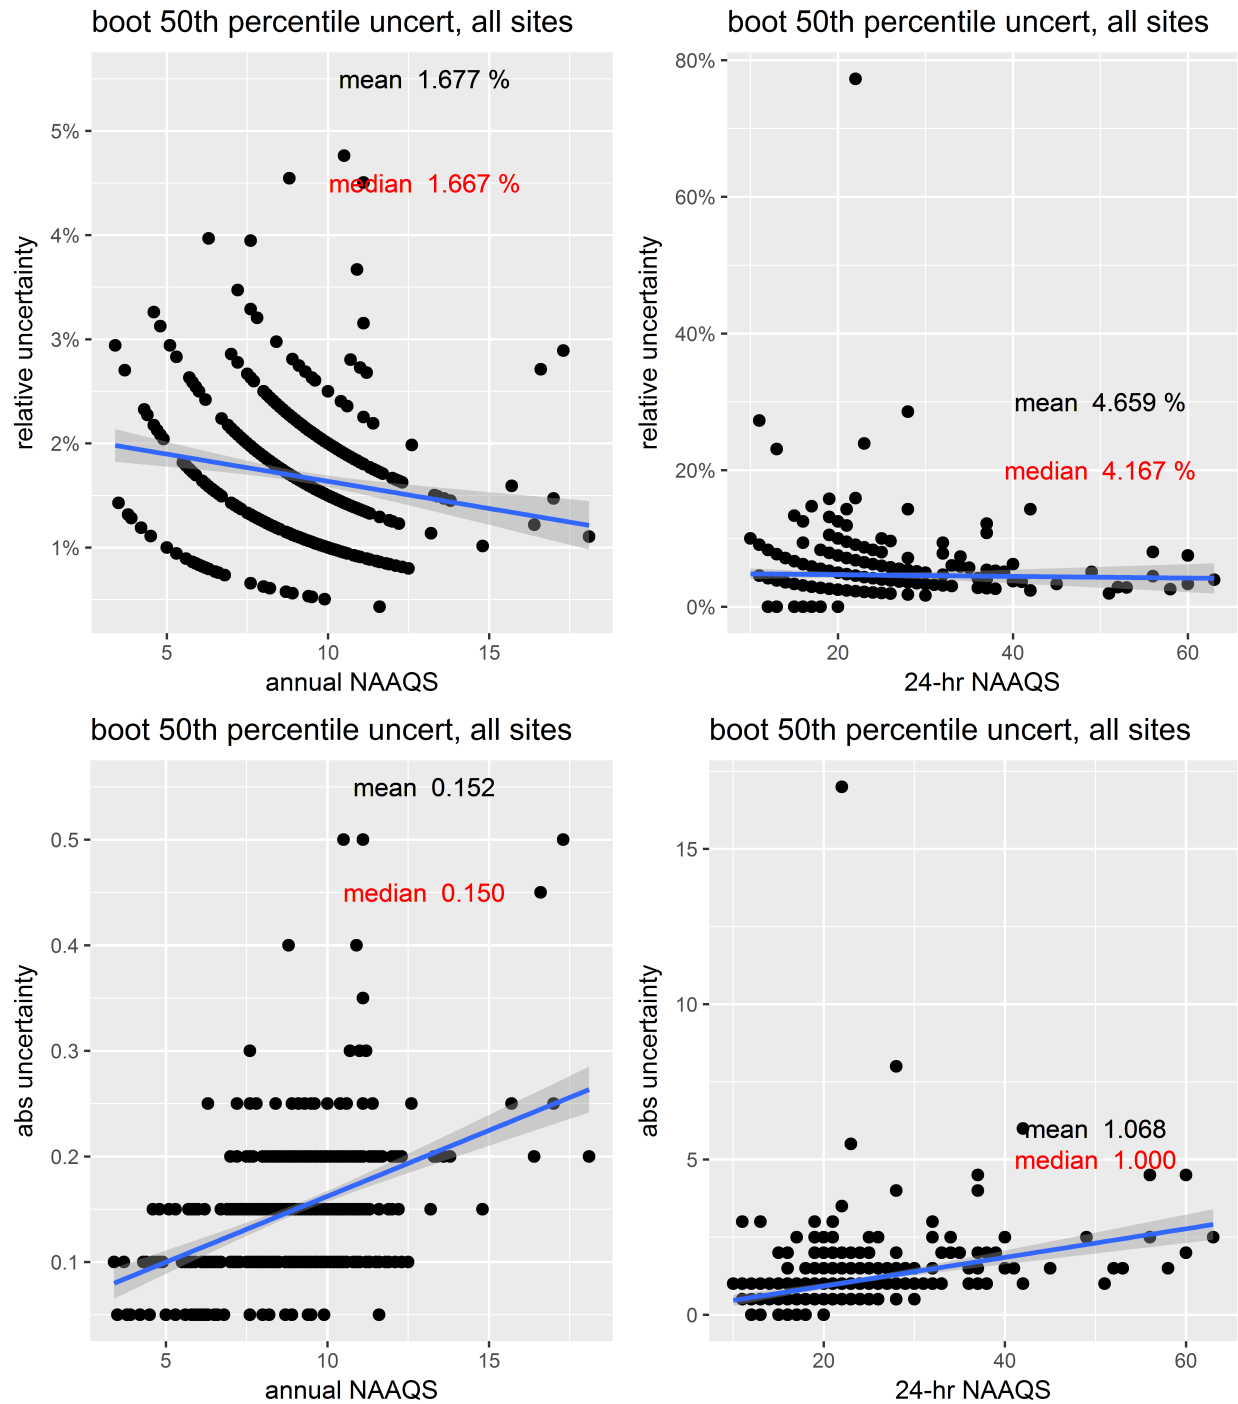 boot 50th percentile uncert, all sites
mean 1.677 %
median 1.667 %
5%
4%
3%
2%
1%
relative uncertainty
5 10 15
annual NAAQS
boot 50th percentile uncert, all sites
80%
60%
40%
20%
0%
mean 4.659 %
median 4.167 %
relative uncertainty
20 40 60
24-hr NAAQS
boot 50th percentile uncert, all sites
mean 0.152
median 0.150
0.5
0.4
0.3
0.2
0.1
abs uncertainty
5 10 15
annual NAAQS
boot 50th percentile uncert, all sites
15
10
5
0
mean 1.068
median 1.000
abs uncertainty
20 40 60
24-hr NAAQS